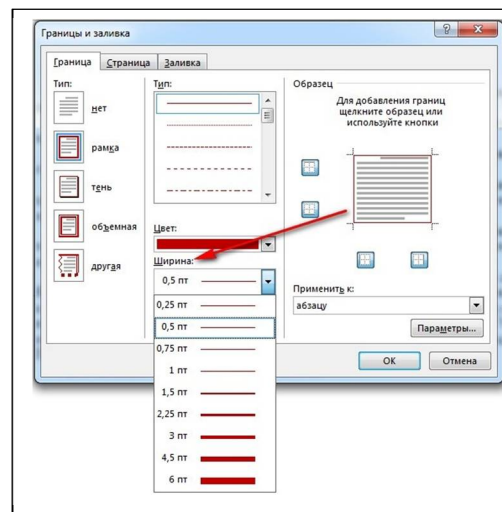 Границы и заливка
Граница Страница Заливка
Тип:
нет
рамка
тень
объемная
другая
Тип:
Цвет:
Ширина:
0,5 пт
0,25 пт
0,5 пт
0,75 пт
1 пт
1,5 пт
2,25 пт
3 пт
4,5 пт
6 пт
Образец
Для добавления границ
щелкните образец или
используйте кнопки
Применить к:
абзацу
Параметры...
ОК Отмена